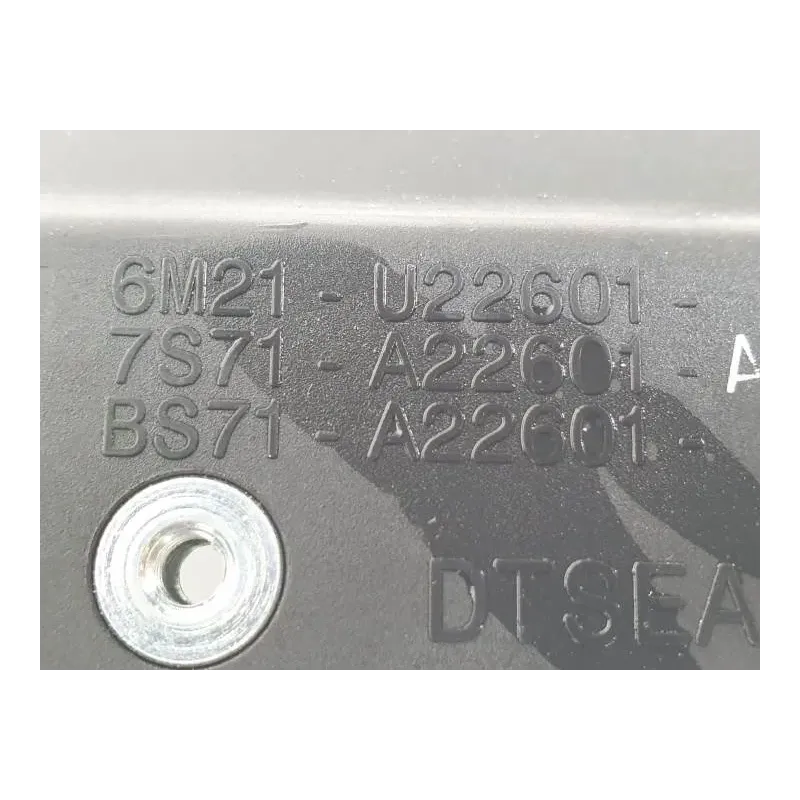 6M21 - U22601 -
7S71 - A22601 - A
BS71 - A22601 -
DTSEA